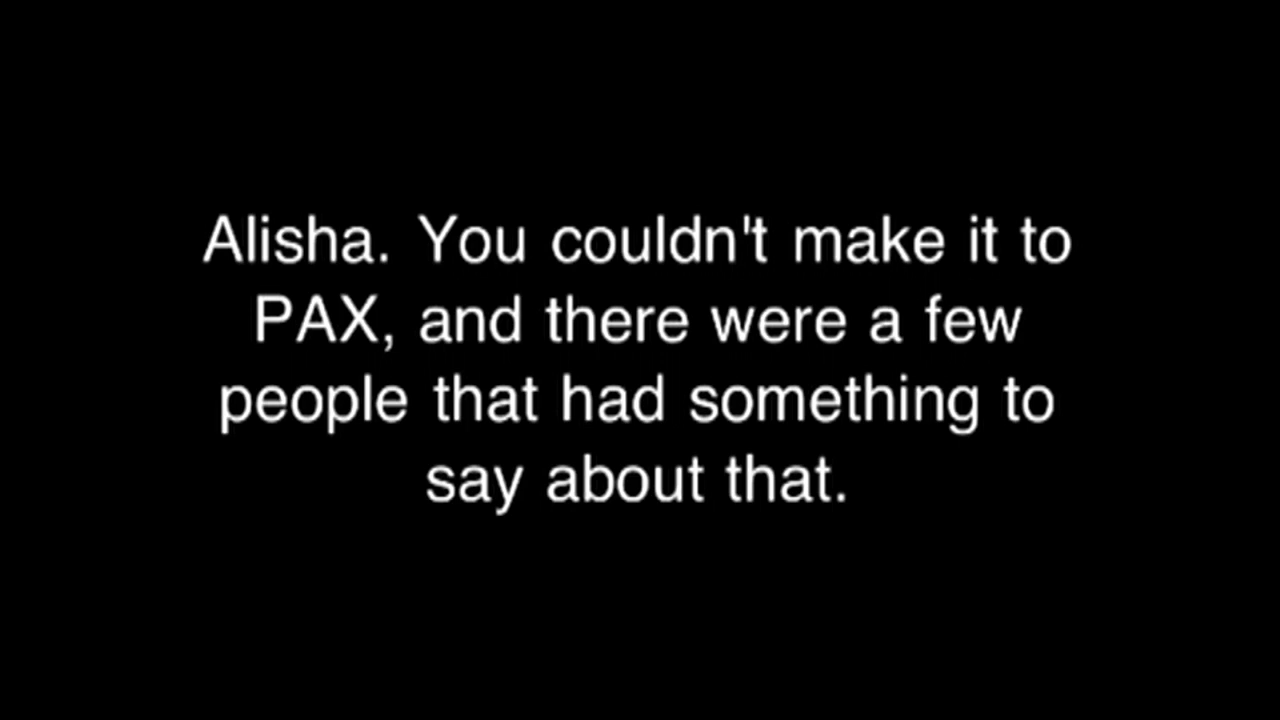 Alisha. You couldn't make it to
PAX, and there were a few
people that had something to
say about that.